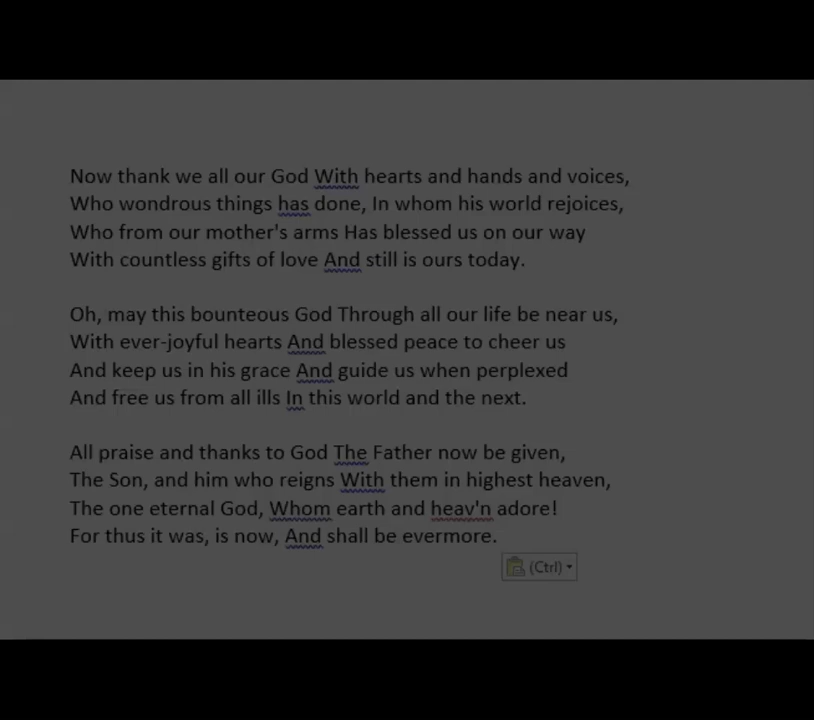 Now thank we all our God With hearts and hands and voices,
Who wondrous things has done, In whom his world rejoices,
Who from our mother's arms Has blessed us on our way
With countless gifts of love And still is ours today.
Oh, may this bounteous God Through all our life be near us,
With ever-joyful hearts And blessed peace to cheer us
And keep us in his grace And guide us when perplexed
And free us from all ills In this world and the next.
All praise and thanks to God The Father now be given,
The Son, and him who reigns With them in highest heaven,
The one eternal God, Whom earth and heav'n adore!
For thus it was, is now, And shall be evermore.
(Ctrl)